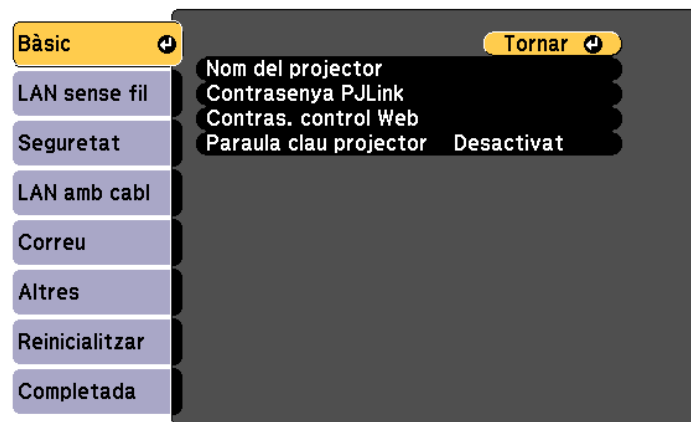 Bàsic
LAN sense fil
Seguretat
LAN amb cabl
Correu
Altres
Reinicialitzar
Completada
Tornar
Nom del projector
Contrasenya PJLink
Contras. control Web
Paraula clau projector Desactivat